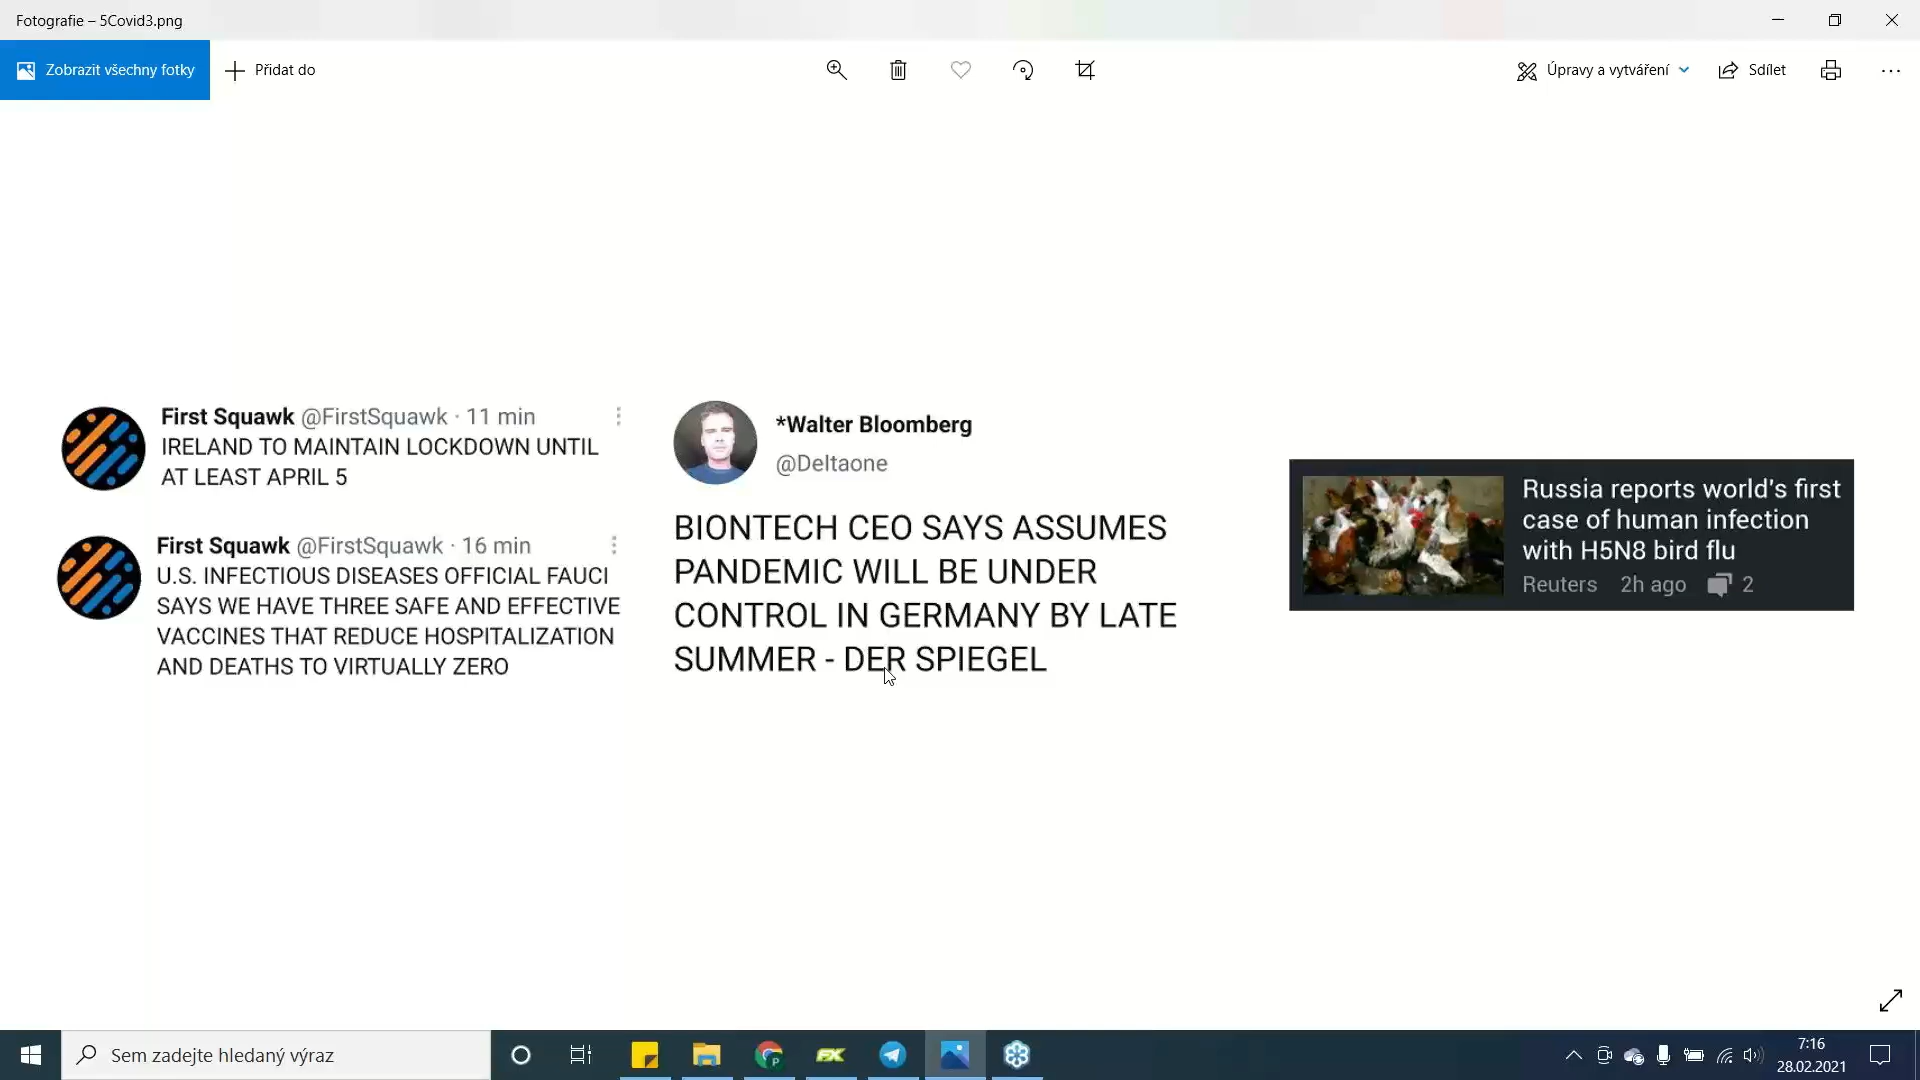 Fotografie – 5Covid3.png
Zobrazit všechny fotky
Přidat do
Úpravy a vytváření
Sdílet
First Squawk @FirstSquawk · 11 min
IRELAND TO MAINTAIN LOCKDOWN UNTIL
AT LEAST APRIL 5
First Squawk @FirstSquawk · 16 min
U.S. INFECTIOUS DISEASES OFFICIAL FAUCI
SAYS WE HAVE THREE SAFE AND EFFECTIVE
VACCINES THAT REDUCE HOSPITALIZATION
AND DEATHS TO VIRTUALLY ZERO
*Walter Bloomberg
@Deltaone
BIONTECH CEO SAYS ASSUMES
PANDEMIC WILL BE UNDER
CONTROL IN GERMANY BY LATE
SUMMER - DER SPIEGEL
Russia reports world's first
case of human infection
with H5N8 bird flu
Reuters 2h ago 2
Sem zadejte hledaný výraz
P
FX
7:16
28.02.2021